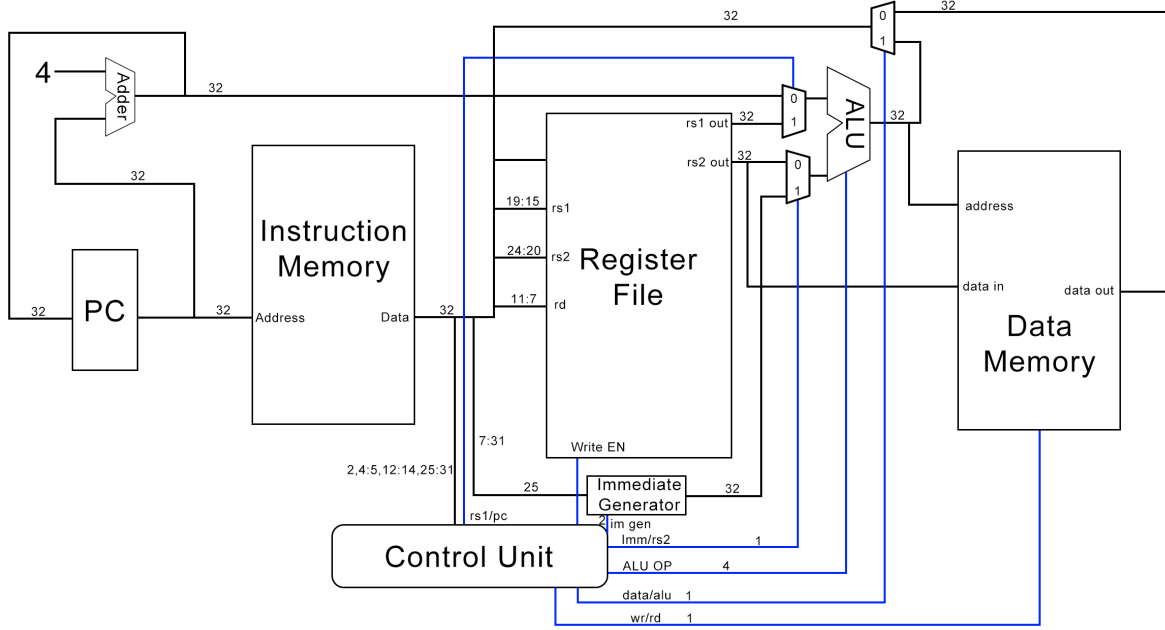 32
32
0
1
4
Adder
32
0
1
ALU
32
rs1 out
32
rs2 out
32
0
1
32
19:15
rs1
24:20
rs2
11:7
rd
Instruction
Memory
Register
File
address
data in
data out
Data
Memory
PC
32
32
Address
Data
32
7:31
Write EN
2,4:5,12:14,25:31
25
Immediate
Generator
32
rs1/pc
2
im gen
Imm/rs2
1
Control Unit
ALU OP
4
data/alu
1
wr/rd
1